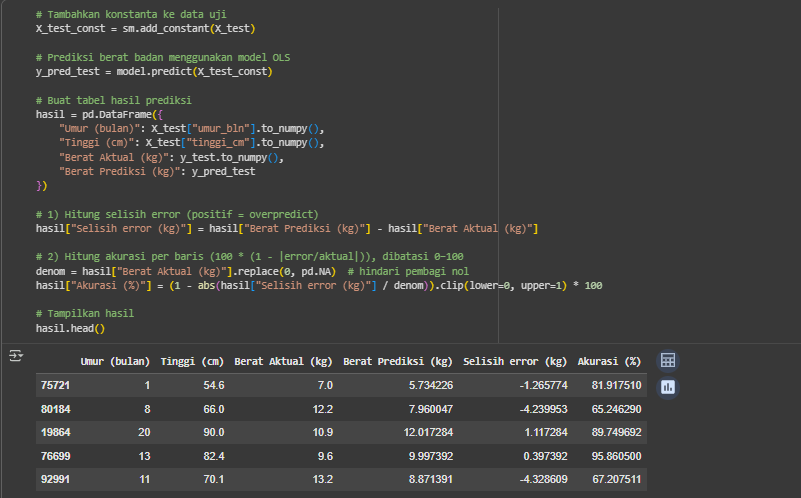 # Tambahkan konstanta ke data uji
X_test_const = sm.add_constant(X_test)
# Prediksi berat badan menggunakan model OLS
y_pred_test = model.predict(X_test_const)
# Buat tabel hasil prediksi
hasil = pd.DataFrame({
"Umur (bulan)": X_test["umur_bln"].to_numpy(),
"Tinggi (cm)": X_test["tinggi_cm"].to_numpy(),
"Berat Aktual (kg)": y_test.to_numpy(),
"Berat Prediksi (kg)": y_pred_test
})
# 1) Hitung selisih error (positif = overpredict)
hasil["Selisih error (kg)"] = hasil["Berat Prediksi (kg)"] - hasil["Berat Aktual (kg)"]
# 2) Hitung akurasi per baris (100 * (1 - |error/aktual|)), dibatasi 0-100
denom = hasil["Berat Aktual (kg)"].replace(0, pd.NA)  # hindari pembagi nol
hasil["Akurasi (%)"] = (1 - abs(hasil["Selisih error (kg)"] / denom)).clip(lower=0, upper=1) * 100
# Tampilkan hasil
hasil.head()
Umur (bulan) Tinggi (cm) Berat Aktual (kg) Berat Prediksi (kg) Selisih error (kg) Akurasi (%)
75721 1 54.6 7.0 5.734226 -1.265774 81.917510
80184 8 66.0 12.2 7.960047 -4.239953 65.246290
19864 20 90.0 10.9 12.017284 1.117284 89.749692
76699 13 82.4 9.6 9.997392 0.397392 95.860500
92991 11 70.1 13.2 8.871391 -4.328609 67.207511